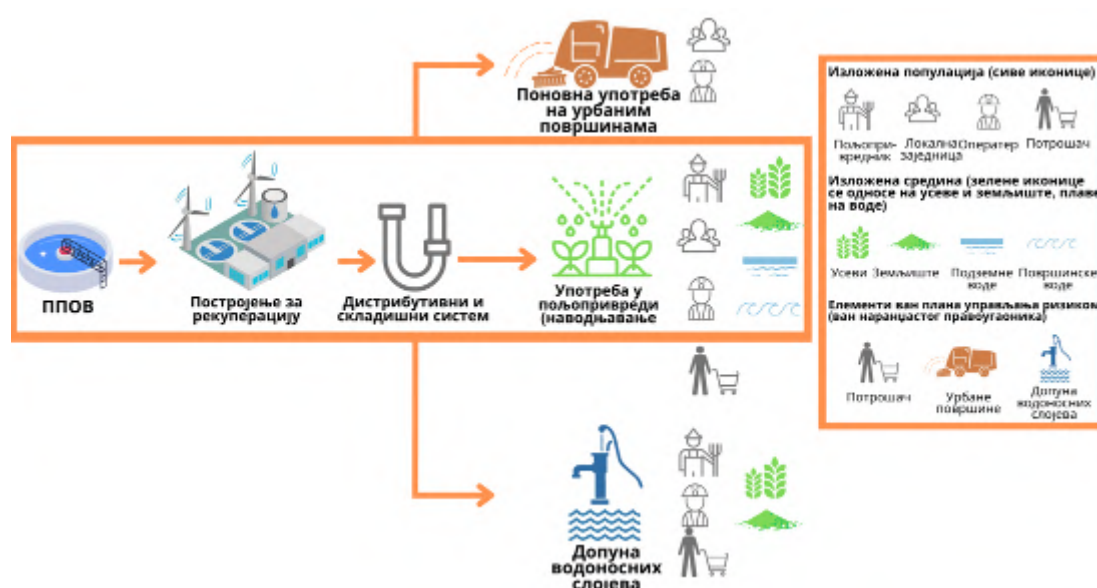 Поновна употреба
на урбаним
површинама
ППОВ
Постројење за
рекуперацију
Дистрибутивни и
складишни систем
Употреба у
пољопривреди
(наводњавање
Допуна
водоносних
слојева
Изложена популација (сиве иконице)
Пољопри-
вредник
Локална
заједница
Оператер
Потрошач
Изложена средина (зелене иконице
се односе на усеве и земљиште, плаве
на воде)
Усеви
Земљиште
Подземне
воде
Површинске
воде
Елементи ван плана управљања ризиком
(ван наранџастог правоугаоника)
Потрошач
Урбане
површине
Допуна
водоносних
слојева